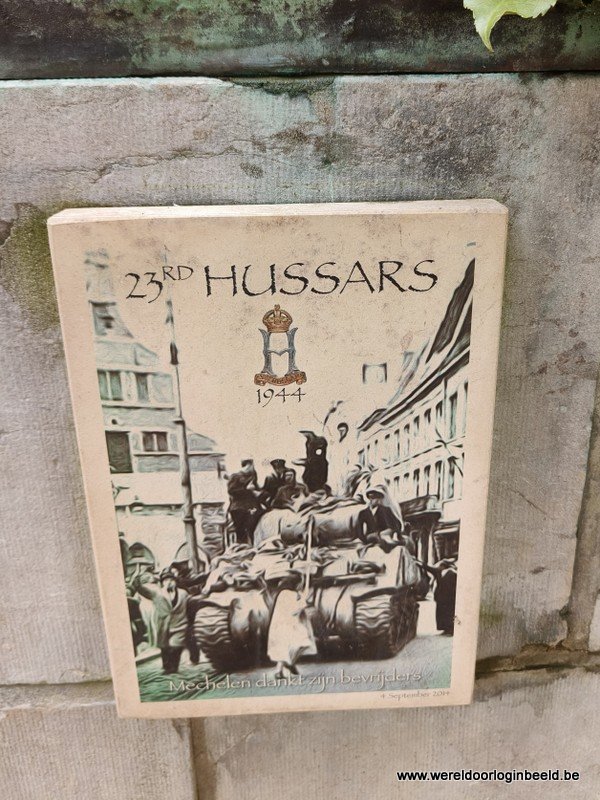 23RD HUSSARS
1944
Mechelen dankt zijn bevrijders
4 September 2014
www.wereldoorloginbeeld.be